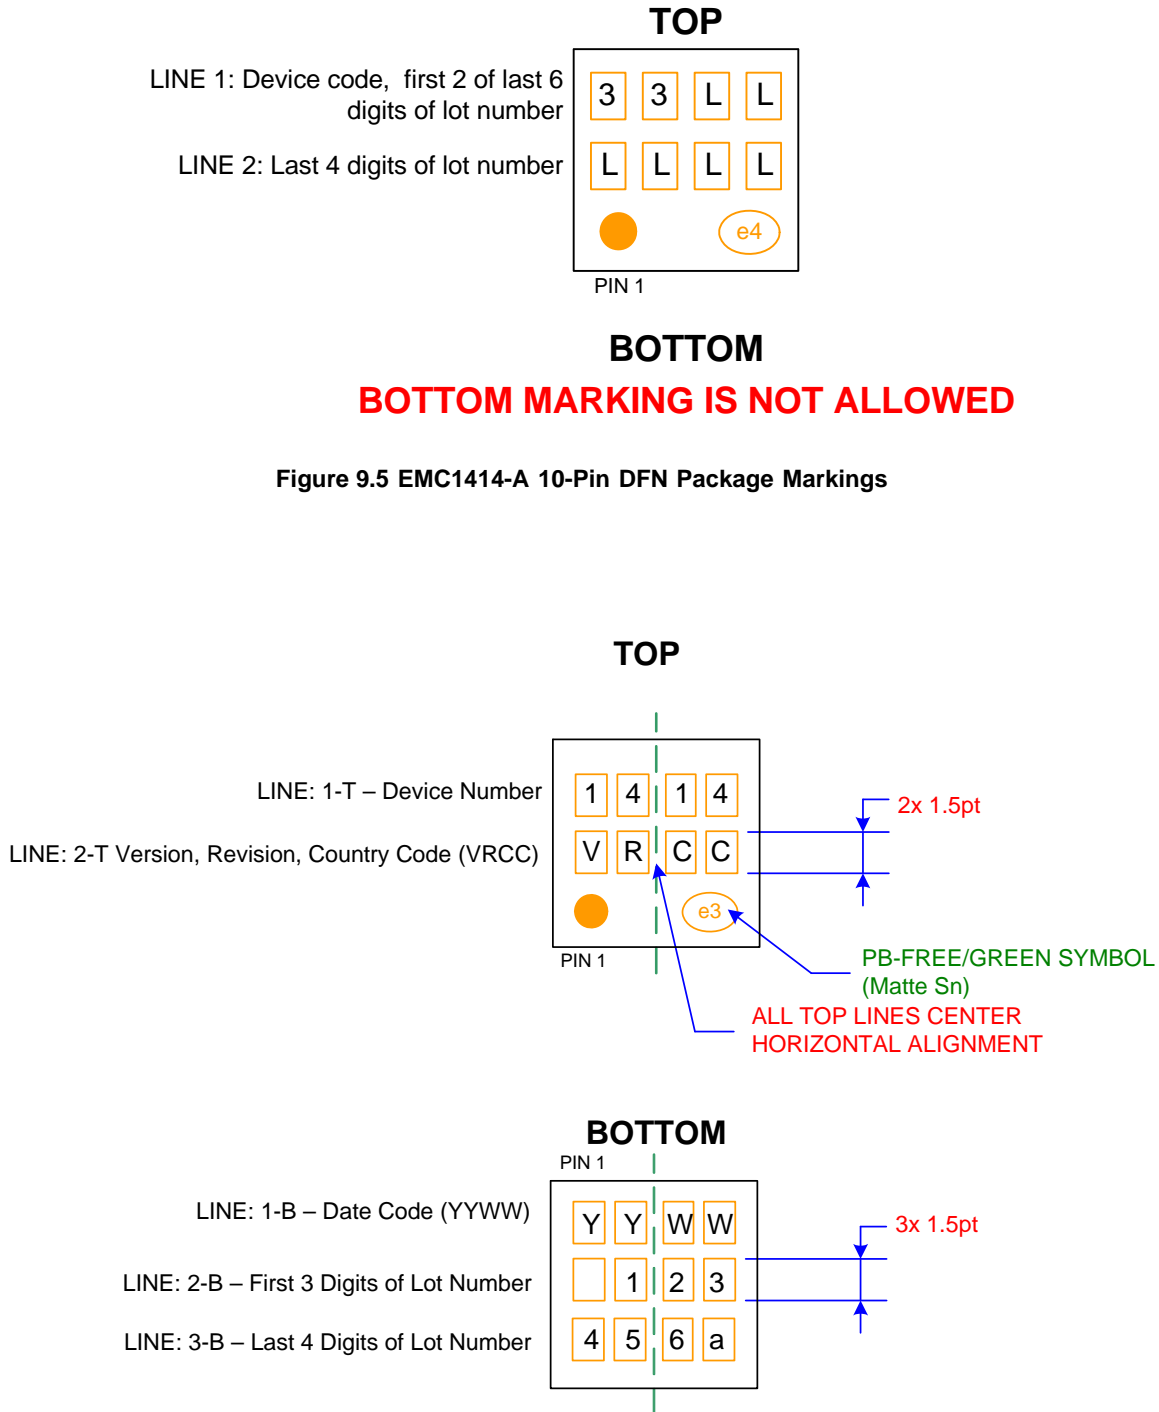 TOP
LINE 1: Device code, first 2 of last 6
digits of lot number
3 3 L L
LINE 2: Last 4 digits of lot number
L L L L
e4
PIN 1
BOTTOM
BOTTOM MARKING IS NOT ALLOWED
Figure 9.5 EMC1414-A 10-Pin DFN Package Markings
TOP
LINE: 1-T – Device Number
1 4 1 4
2x 1.5pt
LINE: 2-T Version, Revision, Country Code (VRCC)
V R C C
e3
PIN 1
PB-FREE/GREEN SYMBOL
(Matte Sn)
ALL TOP LINES CENTER
HORIZONTAL ALIGNMENT
BOTTOM
PIN 1
LINE: 1-B – Date Code (YYWW)
Y Y W W
3x 1.5pt
LINE: 2-B – First 3 Digits of Lot Number
1 2 3
LINE: 3-B – Last 4 Digits of Lot Number
4 5 6 a